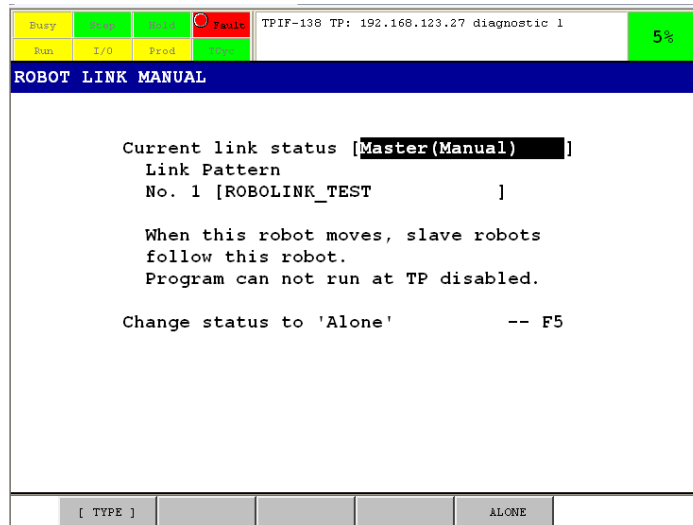 Busy Step Hold Fault TPIF-138 TP: 192.168.123.27 diagnostic l
Run I/O Prod TCyc
5%
ROBOT LINK MANUAL
Current link status [Master(Manual) ]
Link Pattern
No. 1 [ROBOLINK_TEST ]
When this robot moves, slave robots
follow this robot.
Program can not run at TP disabled.
Change status to 'Alone' -- F5
[ TYPE ] ALONE